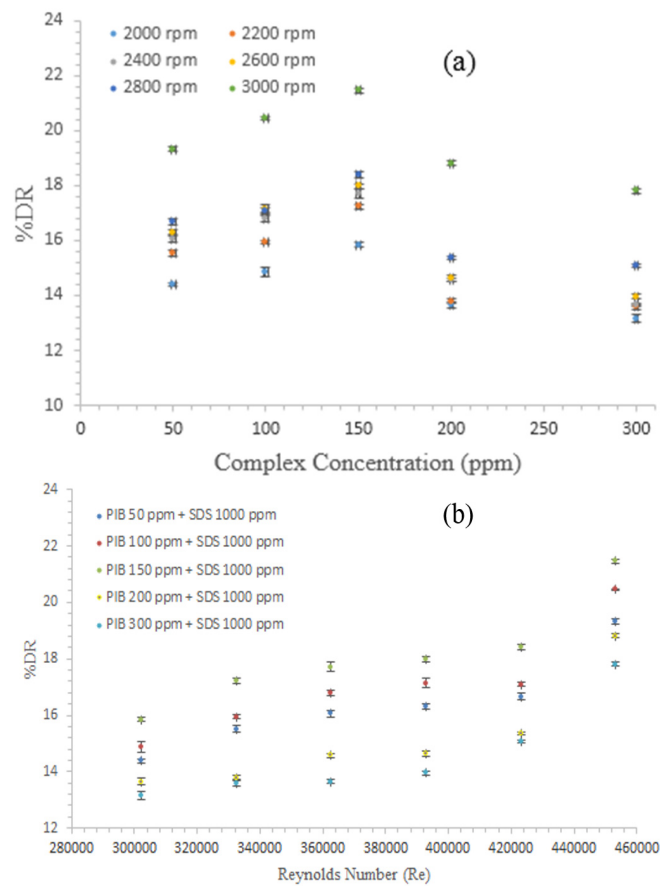 24
22
20
18
16
14
12
10
%DR
2000 rpm 2200 rpm
2400 rpm 2600 rpm
2800 rpm 3000 rpm
(a)
0 50 100 150 200 250 300
Complex Concentration (ppm)
24
22
20
18
16
14
12
%DR
PIB 50 ppm + SDS 1000 ppm
PIB 100 ppm + SDS 1000 ppm
PIB 150 ppm + SDS 1000 ppm
PIB 200 ppm + SDS 1000 ppm
PIB 300 ppm + SDS 1000 ppm
(b)
280000 300000 320000 340000 360000 380000 400000 420000 440000 460000
Reynolds Number (Re)